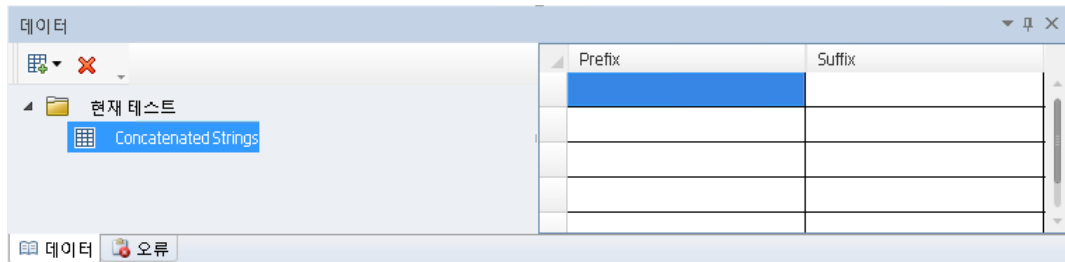 데이터
Prefix Suffix
현재 테스트
Concatenated Strings
데이터 오류